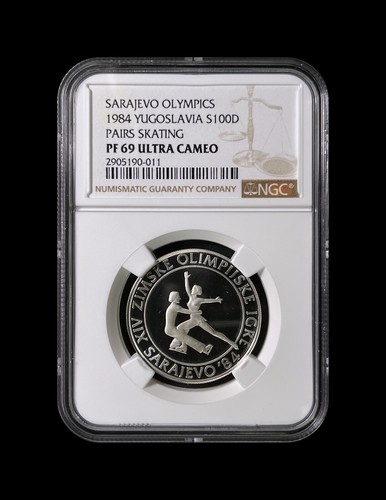 SARAJEVO OLYMPICS
1984 YUGOSLAVIA S100D
PAIRS SKATING
PF 69 ULTRA CAMEO
2905190-011
NUMISMATIC GUARANTY COMPANY NGC®
XIV ZIMSKE OLIMPIJSKE IGRE
SARAJEVO '84